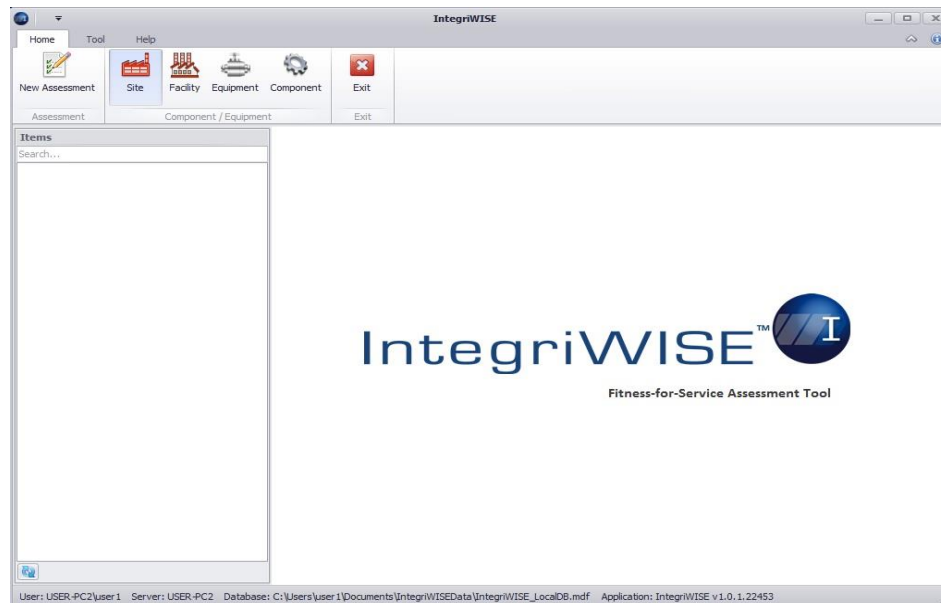 IntegriWISE
Home Tool Help
New Assessment Site Facility Equipment Component Exit
Assessment Component / Equipment Exit
Items
Search...
IntegriWISE™ I
Fitness-for-Service Assessment Tool
User: USER-PC2\user1 Server: USER-PC2 Database: C:\Users\user1\Documents\IntegriWISEData\IntegriWISE_LocalDB.mdf Application: IntegriWISE v1.0.1.22453